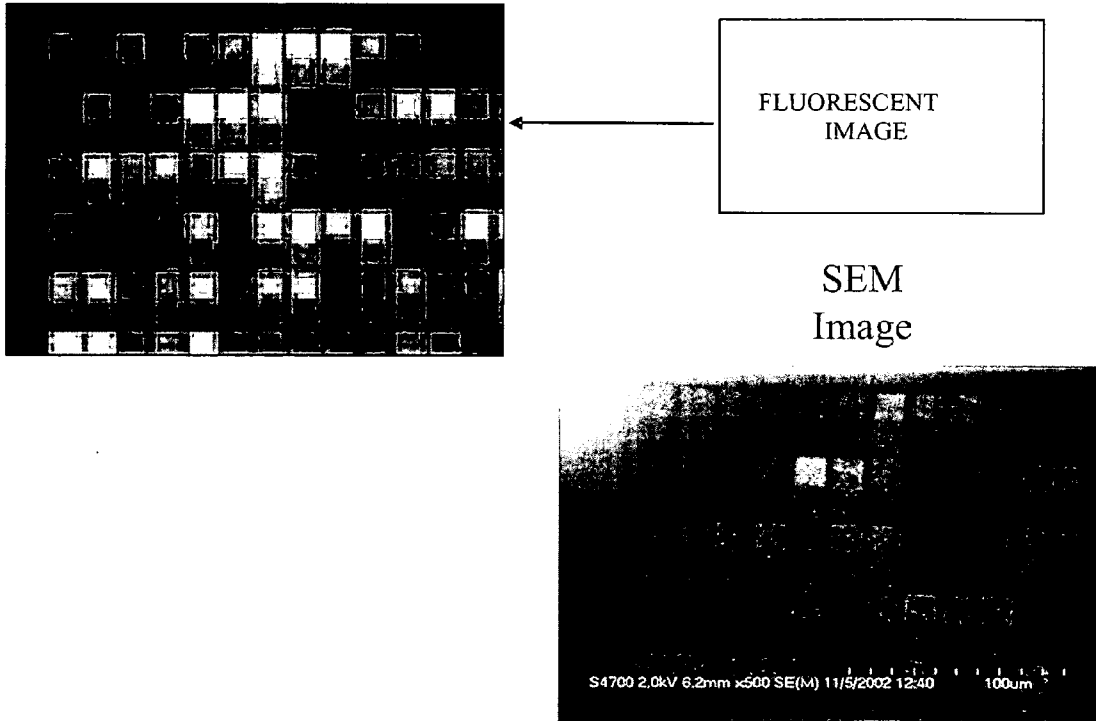 FLUORESCENT
IMAGE
SEM
Image
S4700 2.0kV 6.2mm x500 SE(M) 11/5/2002 12:40 100um